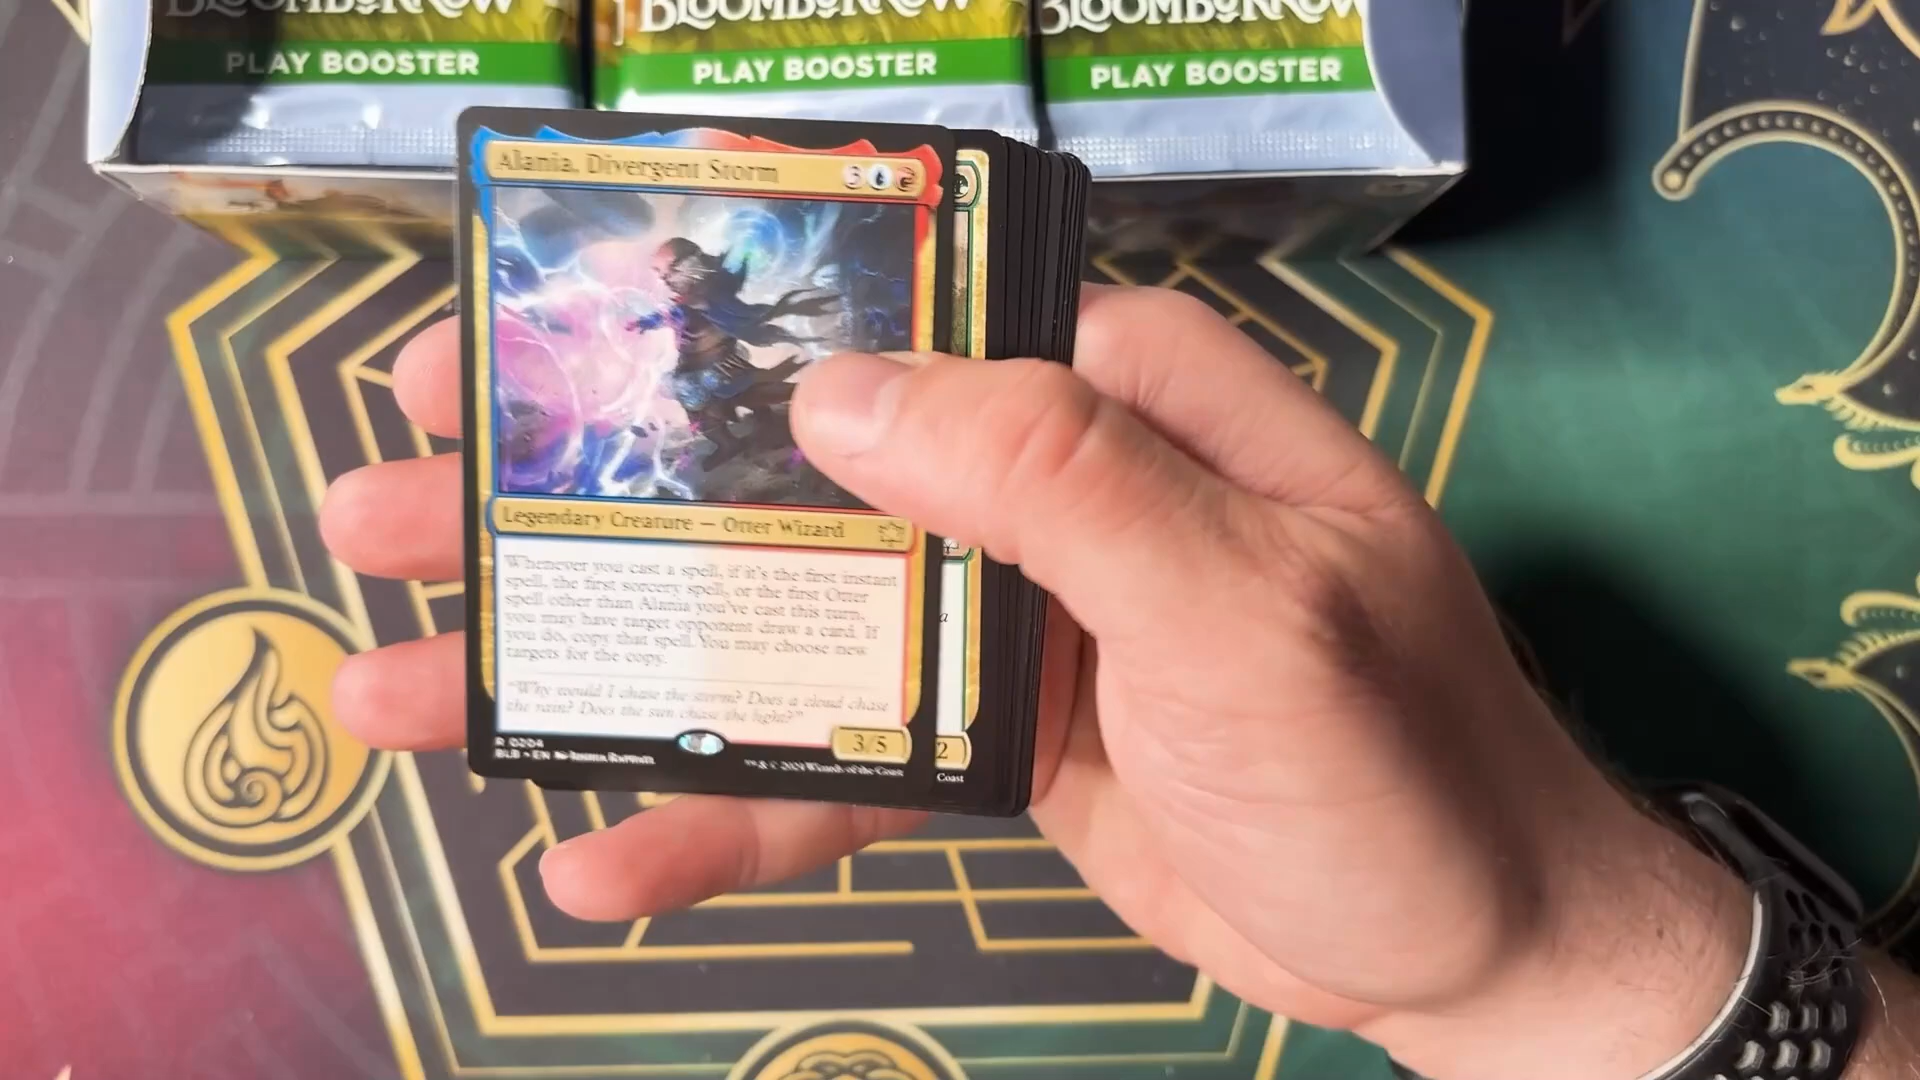 BLOOMBURROW
BLOOMBURROW
BLOOMBURROW
PLAY BOOSTER
PLAY BOOSTER
PLAY BOOSTER
Alania, Divergent Storm
3
Legendary Creature — Otter Wizard
Whenever you cast a spell, if it's the first instant
spell, the first sorcery spell, or the first Otter
spell other than Alania you've cast this turn,
you may have target opponent draw a card. If
you do, copy that spell. You may choose new
targets for the copy.
"Why would I chase the storm? Does a cloud chase
the rain? Does the sun chase the light?"
3/5
R 0204
BLB • EN
™ & © 2024 Wizards of the Coast
a
2
Coast